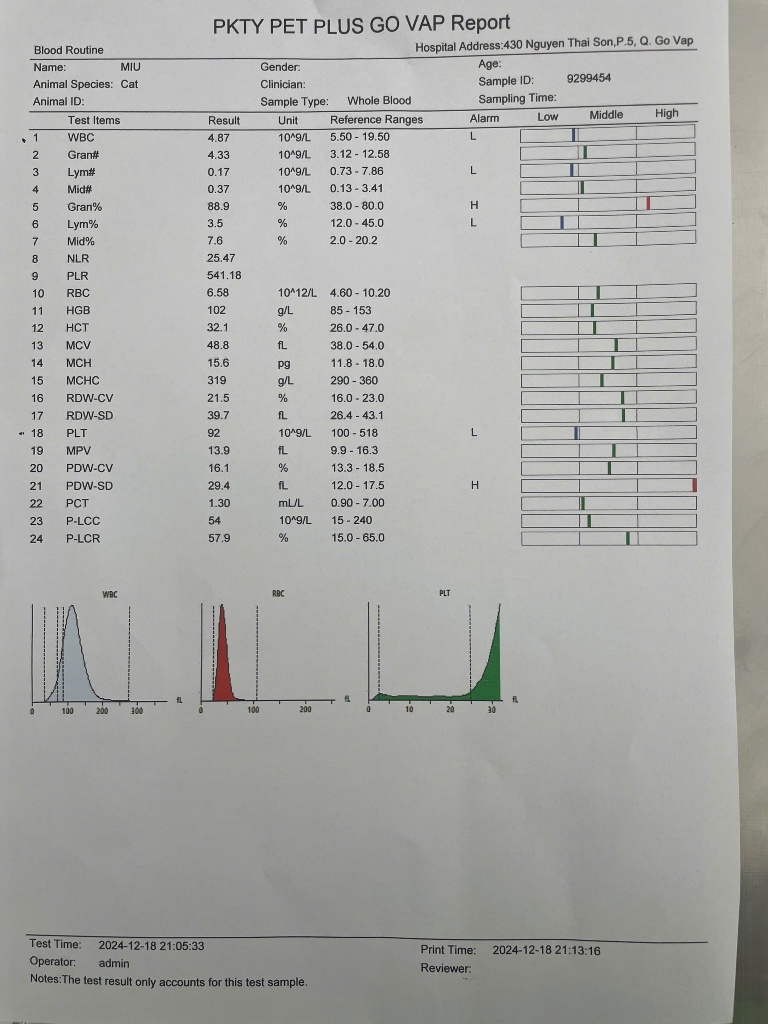 PKTY PET PLUS GO VAP Report
Blood Routine Hospital Address:430 Nguyen Thai Son,P.5, Q. Go Vap
Name: MIU Gender: Age:
Animal Species: Cat Clinician: Sample ID: 9299454
Animal ID: Sample Type: Whole Blood Sampling Time:
Test Items Result Unit Reference Ranges Alarm Low Middle High
1 WBC 4.87 10^9/L 5.50 - 19.50 L
2 Gran# 4.33 10^9/L 3.12 - 12.58
3 Lym# 0.17 10^9/L 0.73 - 7.86 L
4 Mid# 0.37 10^9/L 0.13 - 3.41
5 Gran% 88.9 % 38.0 - 80.0 H
6 Lym% 3.5 % 12.0 - 45.0 L
7 Mid% 7.6 % 2.0 - 20.2
8 NLR 25.47
9 PLR 541.18
10 RBC 6.58 10^12/L 4.60 - 10.20
11 HGB 102 g/L 85 - 153
12 HCT 32.1 % 26.0 - 47.0
13 MCV 48.8 fL 38.0 - 54.0
14 MCH 15.6 pg 11.8 - 18.0
15 MCHC 319 g/L 290 - 360
16 RDW-CV 21.5 % 16.0 - 23.0
17 RDW-SD 39.7 fL 26.4 - 43.1
18 PLT 92 10^9/L 100 - 518 L
19 MPV 13.9 fL 9.9 - 16.3
20 PDW-CV 16.1 % 13.3 - 18.5
21 PDW-SD 29.4 fL 12.0 - 17.5 H
22 PCT 1.30 mL/L 0.90 - 7.00
23 P-LCC 54 10^9/L 15 - 240
24 P-LCR 57.9 % 15.0 - 65.0
WBC RBC PLT
0 100 200 300 fL 0 100 200 fL 0 10 20 30 fL
Test Time: 2024-12-18 21:05:33 Print Time: 2024-12-18 21:13:16
Operator: admin Reviewer:
Notes:The test result only accounts for this test sample.